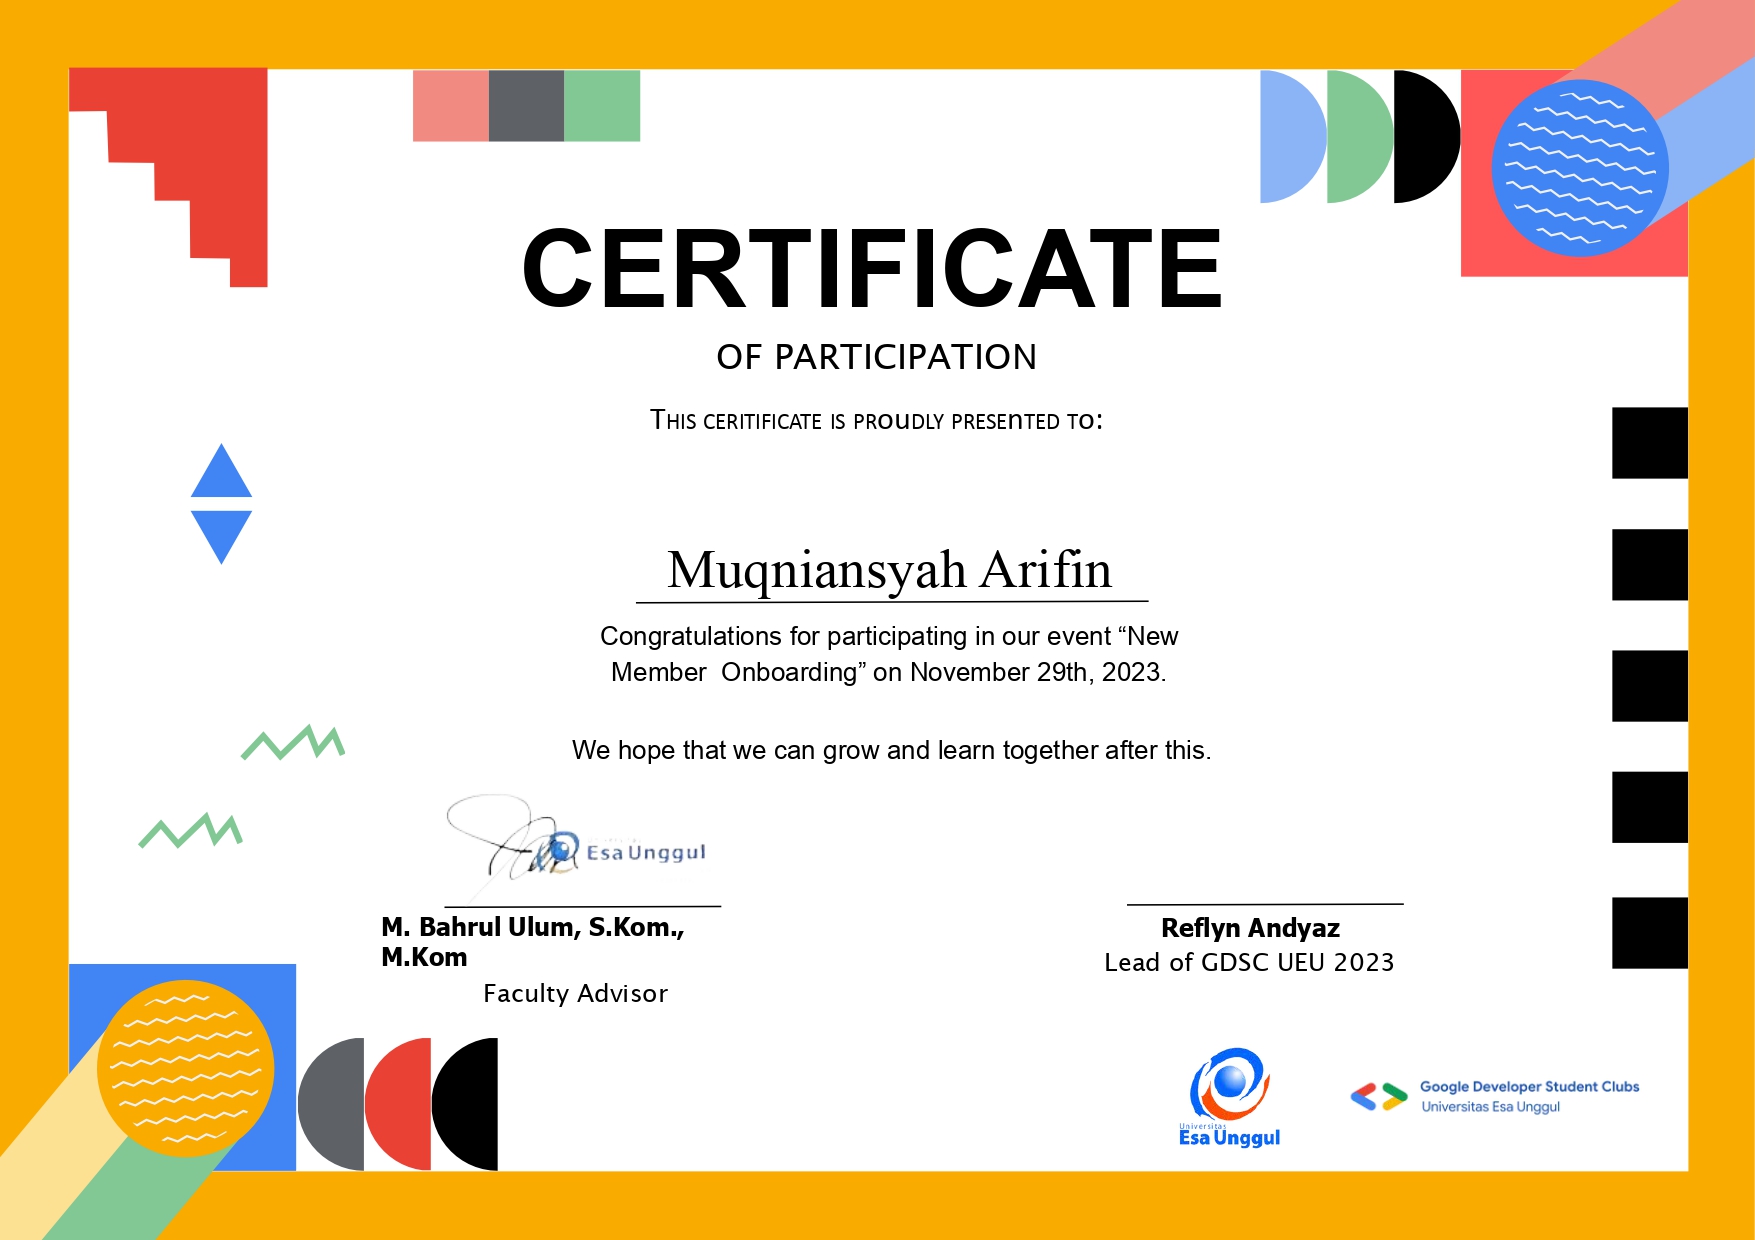 CERTIFICATE
OF PARTICIPATION
THIS CERITIFICATE IS PROUDLY PRESENTED TO:
Muqniansyah Arifin
Congratulations for participating in our event “New
Member Onboarding” on November 29th, 2023.
We hope that we can grow and learn together after this.
Esa Unggul
M. Bahrul Ulum, S.Kom.,
M.Kom
Faculty Advisor
Reflyn Andyaz
Lead of GDSC UEU 2023
Universitas
Esa Unggul
Google Developer Student Clubs
Universitas Esa Unggul